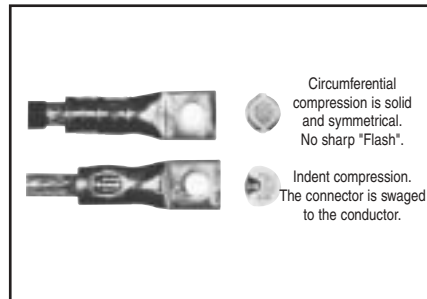 Circumferential
compression is solid
and symmetrical.
No sharp "Flash".
Indent compression.
The connector is swaged
to the conductor.